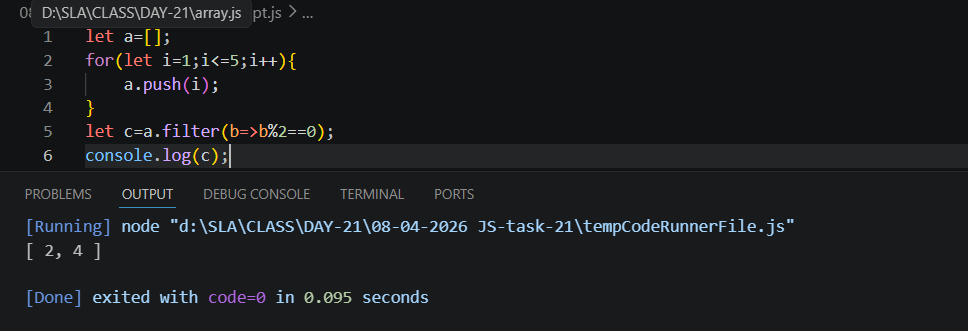 08 D:\SLA\CLASS\DAY-21\array.js pt.js > ...
1 let a=[];
2 for(let i=1;i<=5;i++){
3     a.push(i);
4 }
5 let c=a.filter(b=>b%2==0);
6 console.log(c);
PROBLEMS OUTPUT DEBUG CONSOLE TERMINAL PORTS
[Running] node "d:\SLA\CLASS\DAY-21\08-04-2026 JS-task-21\tempCodeRunnerFile.js"
[ 2, 4 ]
[Done] exited with code=0 in 0.095 seconds